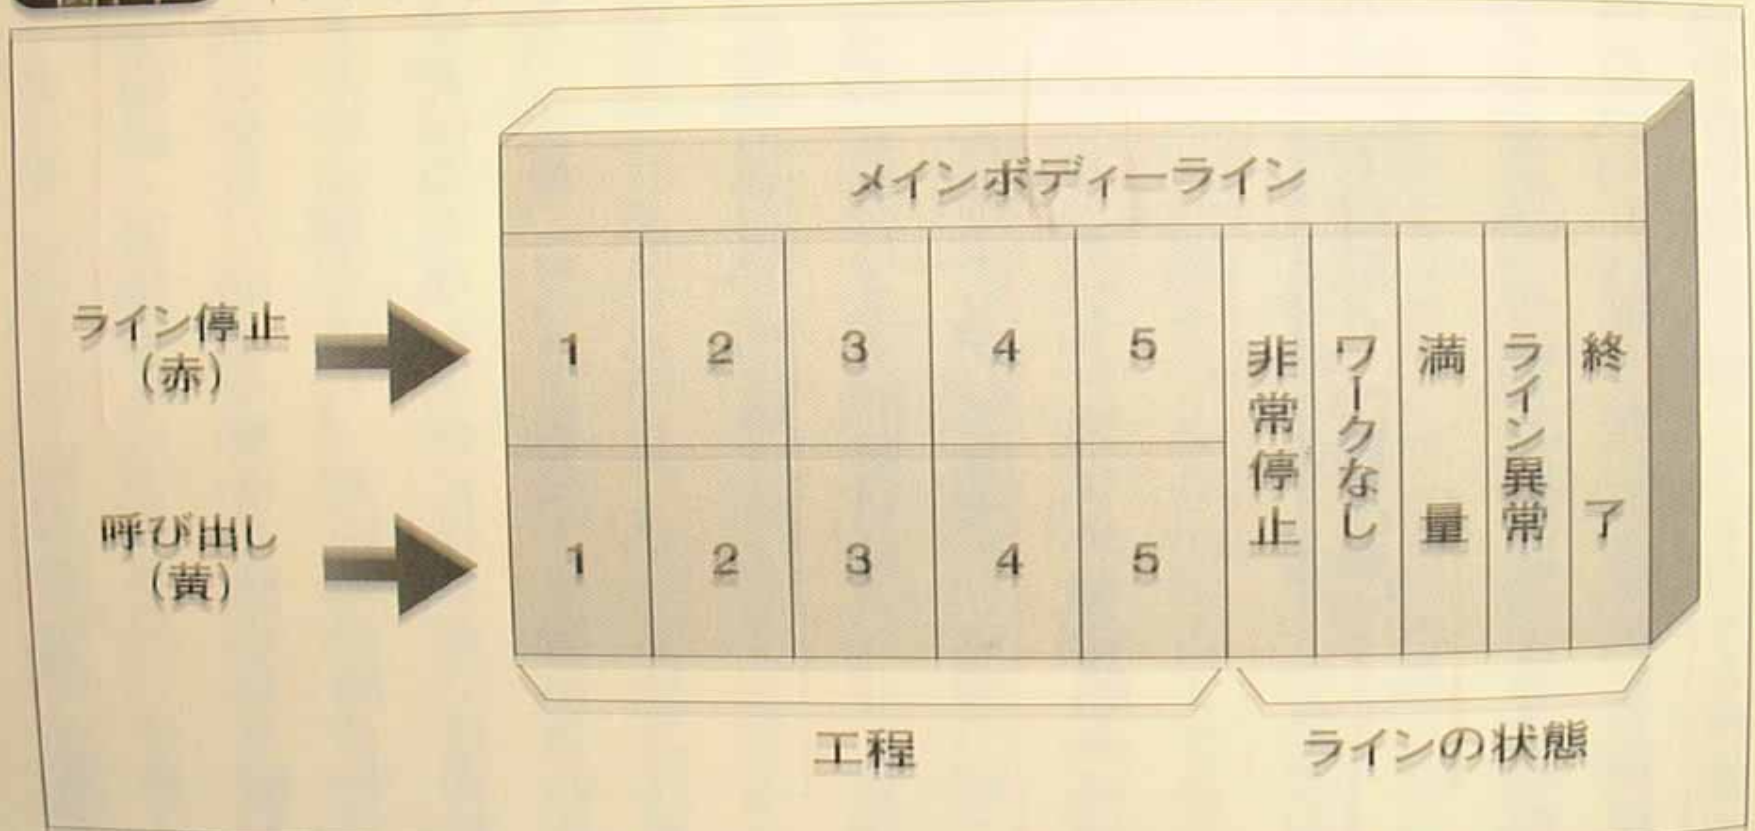 メインボディーライン
ライン停止
(赤)
1 2 3 4 5
呼び出し
(黄)
1 2 3 4 5
非常停止
ワークなし
満量
ライン異常
終了
工程
ラインの状態